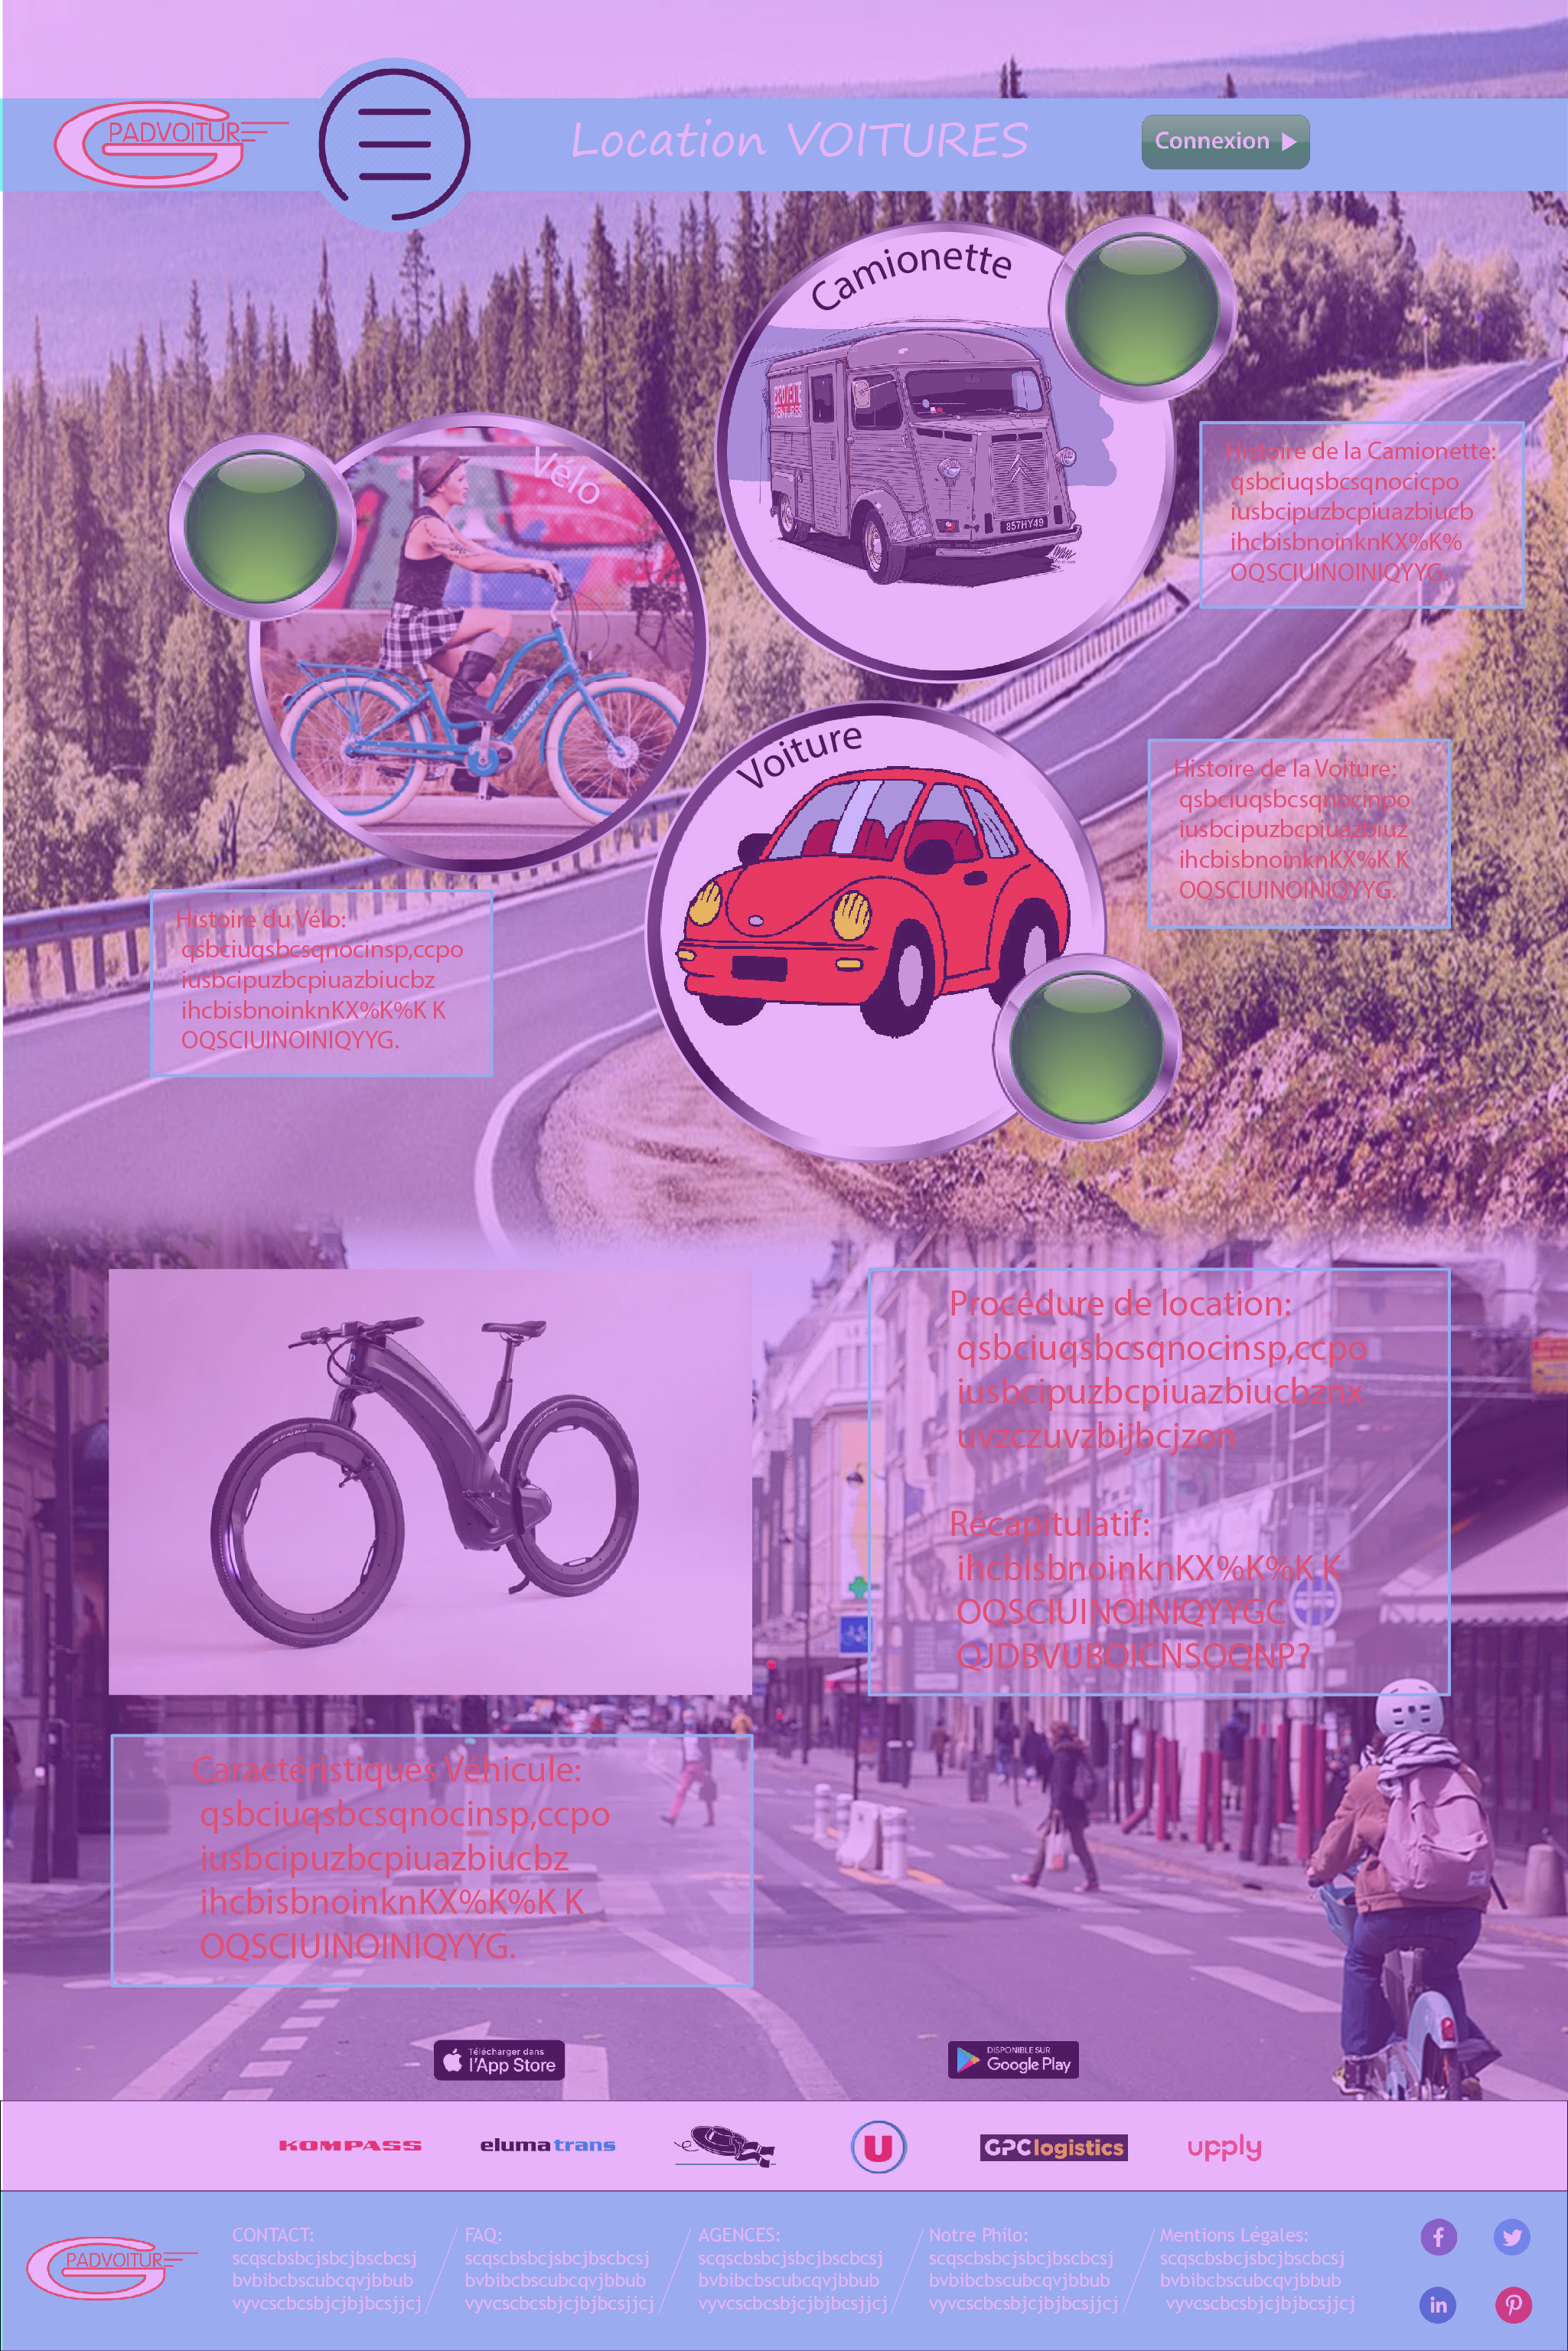 PADVOITUR
Location VOITURES
Connexion
Camionette
857HY49
Histoire de la Camionette:
qsbciuqsbcsqnocicpo
iusbcipuzbcpiuazbiucb
ihcbisbnoinknKX%K%
OQSCIUINOINIQYYG.
Vélo
Voiture
Histoire de la Voiture:
qsbciuqsbcsqnocinpo
iusbcipuzbcpiuazbiuz
ihcbisbnoinknKX%K K
OQSCIUINOINIQYYG.
Histoire du Vélo:
qsbciuqsbcsqnocinsp,ccpo
iusbcipuzbcpiuazbiucbz
ihcbisbnoinknKX%K%K K
OQSCIUINOINIQYYG.
Procédure de location:
qsbciuqsbcsqnocinsp,ccpo
iusbcipuzbcpiuazbiucbznx
uvzczuvzbijbcjzon
Récapitulatif:
ihcbisbnoinknKX%K%K K
OQSCIUINOINIQYYGC
QJDBVUBOICNSOQNP?
Caractéristiques Véhicule:
qsbciuqsbcsqnocinsp,ccpo
iusbcipuzbcpiuazbiucbz
ihcbisbnoinknKX%K%K K
OQSCIUINOINIQYYG.
Télécharger dans
l'App Store
DISPONIBLE SUR
Google Play
KOMPASS
eluma trans
U
GPClogistics
upply
PADVOITUR
CONTACT:
scqscbsbcjsbcjbscbcsj
bvbibcbscubcqvjbbub
vyvcscbcsbjcjbjbcsjjcj
FAQ:
scqscbsbcjsbcjbscbcsj
bvbibcbscubcqvjbbub
vyvcscbcsbjcjbjbcsjjcj
AGENCES:
scqscbsbcjsbcjbscbcsj
bvbibcbscubcqvjbbub
vyvcscbcsbjcjbjbcsjjcj
Notre Philo:
scqscbsbcjsbcjbscbcsj
bvbibcbscubcqvjbbub
vyvcscbcsbjcjbjbcsjjcj
Mentions Légales:
scqscbsbcjsbcjbscbcsj
bvbibcbscubcqvjbbub
vyvcscbcsbjcjbjbcsjjcj